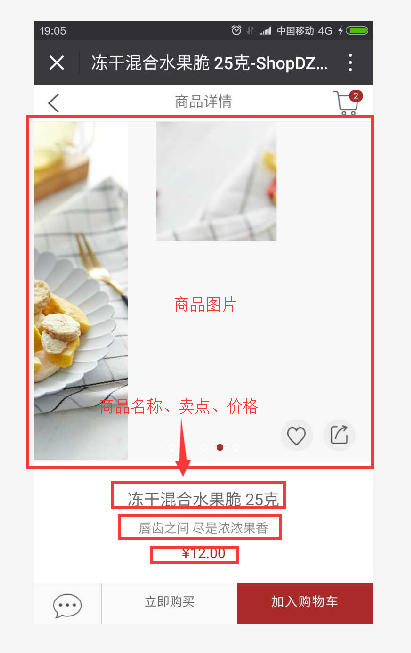 19:05
中国移动 4G
冻干混合水果脆 25克-ShopDZ...
商品详情
2
商品图片
商品名称、卖点、价格
冻干混合水果脆 25克
唇齿之间 尽是浓浓果香
¥12.00
立即购买
加入购物车